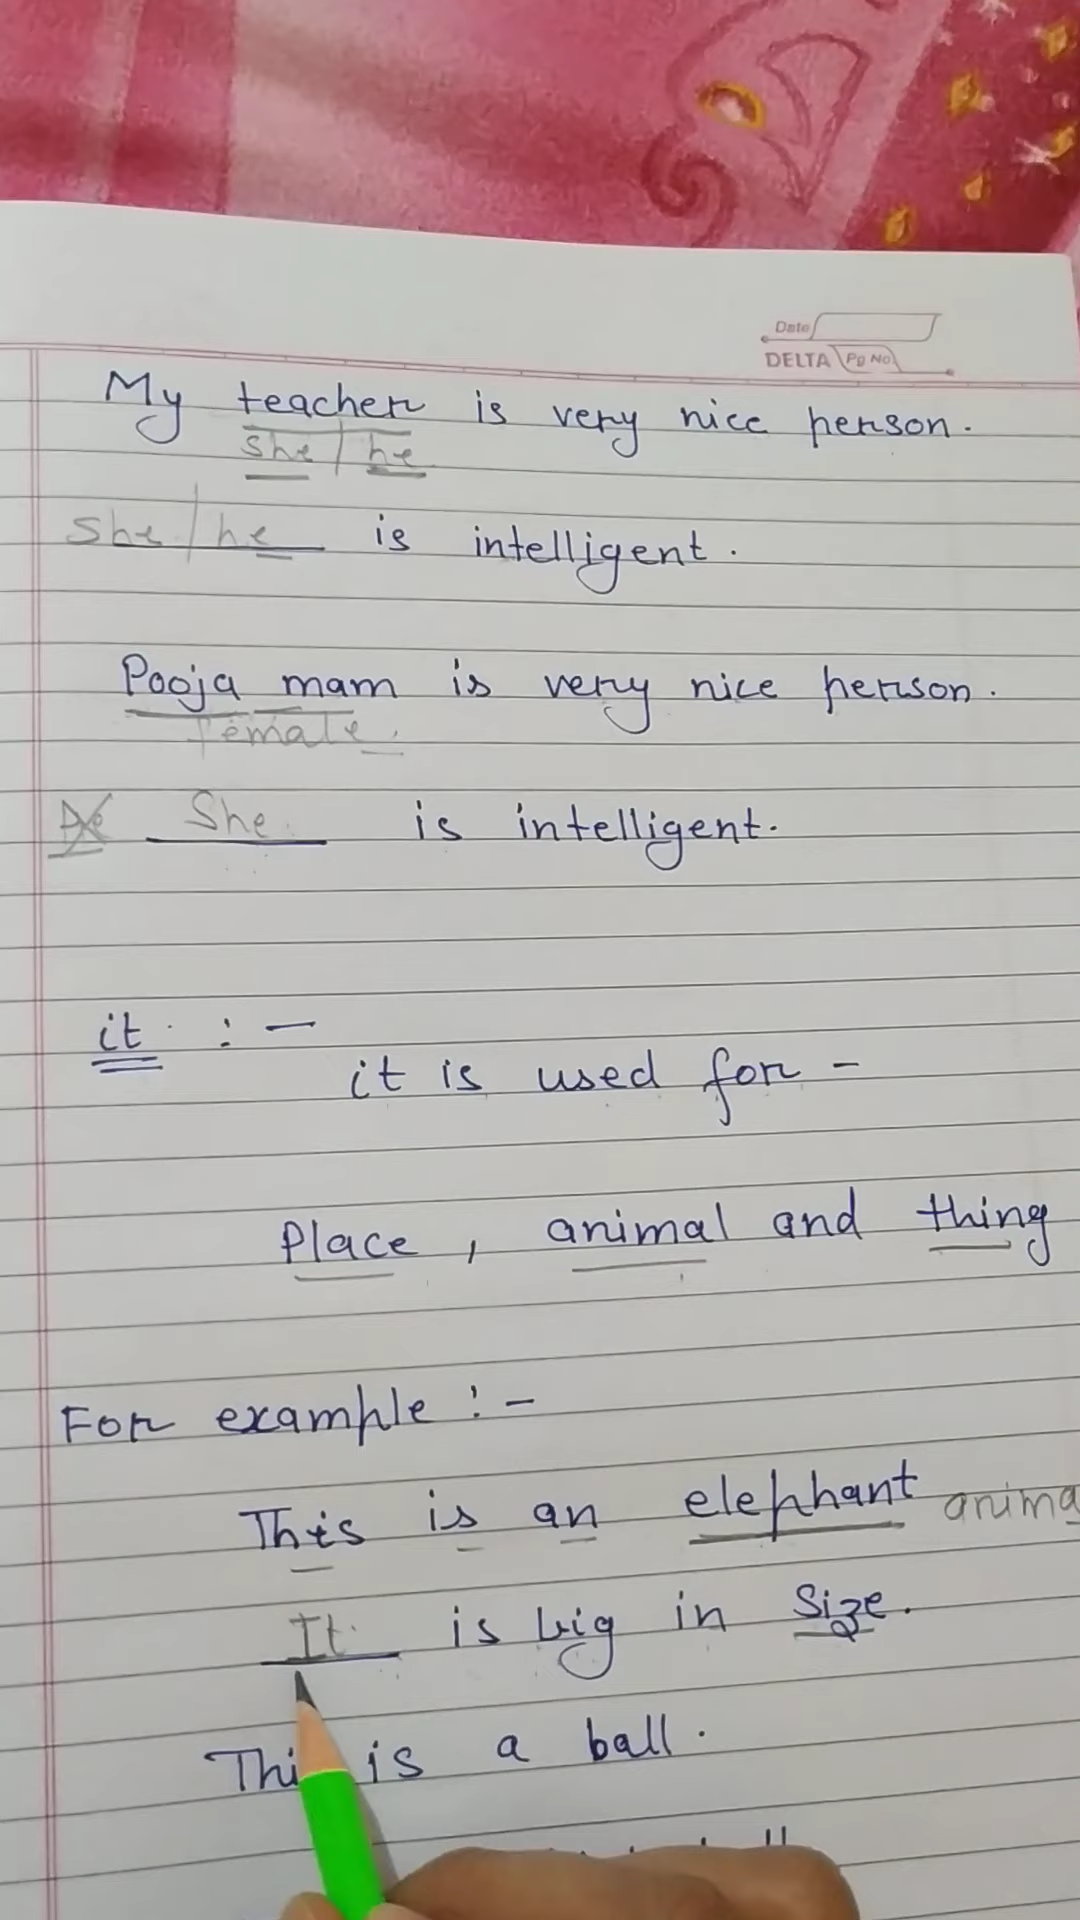 Date
DELTA Pg No
My teacher is very nice person.
she / he
she / he is intelligent.
Pooja mam is very nice person.
female.
She is intelligent.
it : -
it is used for -
Place , animal and thing
For example : -
This is an elephant anima
It is big in Size.
Thi is a ball.